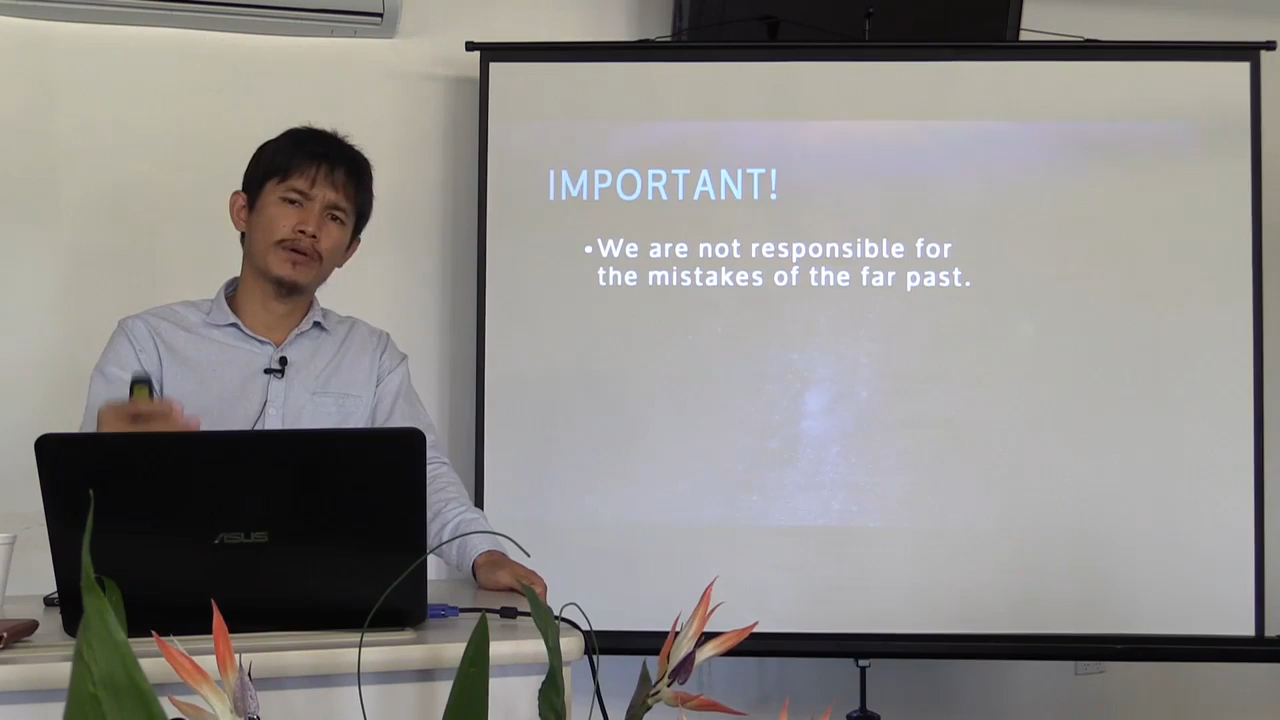 IMPORTANT!
•We are not responsible for
the mistakes of the far past.
ASUS